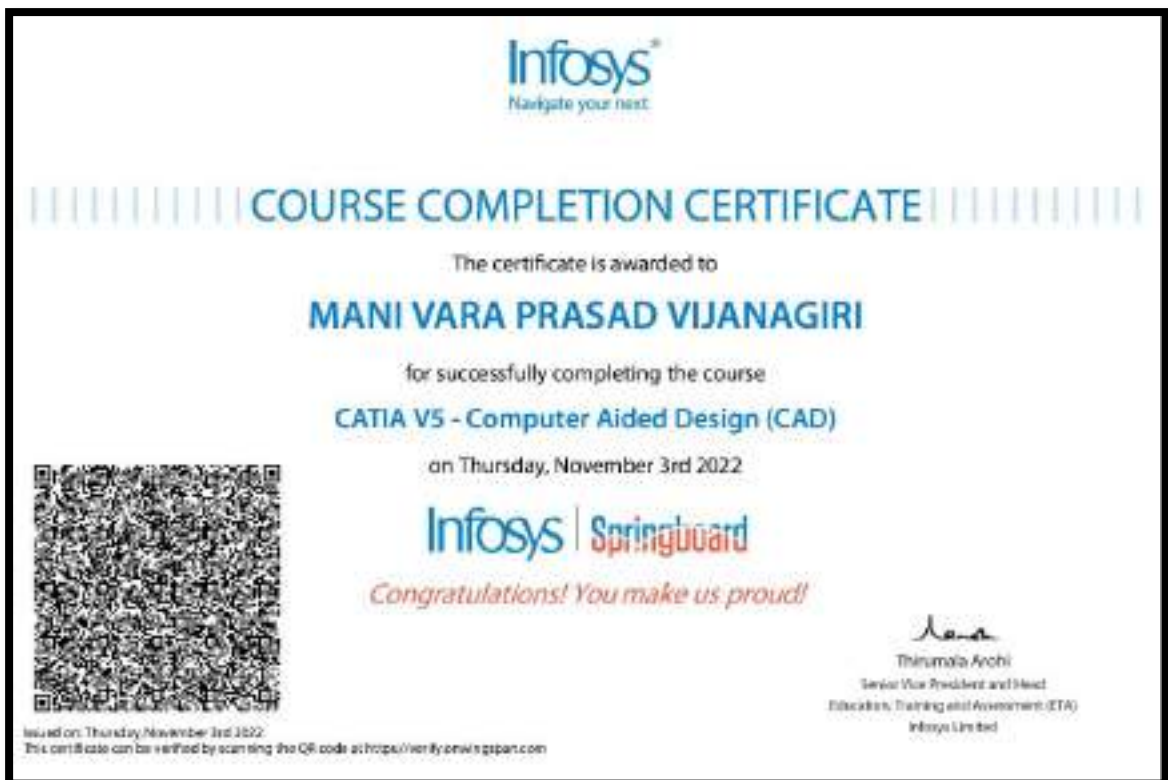 Infosys®
Navigate your next
COURSE COMPLETION CERTIFICATE
The certificate is awarded to
MANI VARA PRASAD VIJANAGIRI
for successfully completing the course
CATIA V5 - Computer Aided Design (CAD)
on Thursday, November 3rd 2022
Infosys | Springboard
Congratulations! You make us proud!
Thirumala Arohi
Senior Vice President and Head
Education, Training and Assessment (ETA)
Infosys Limited
Issued on: Thursday, November 3rd 2022
This certificate can be verified by scanning the QR code at https://verify.onwingspan.com